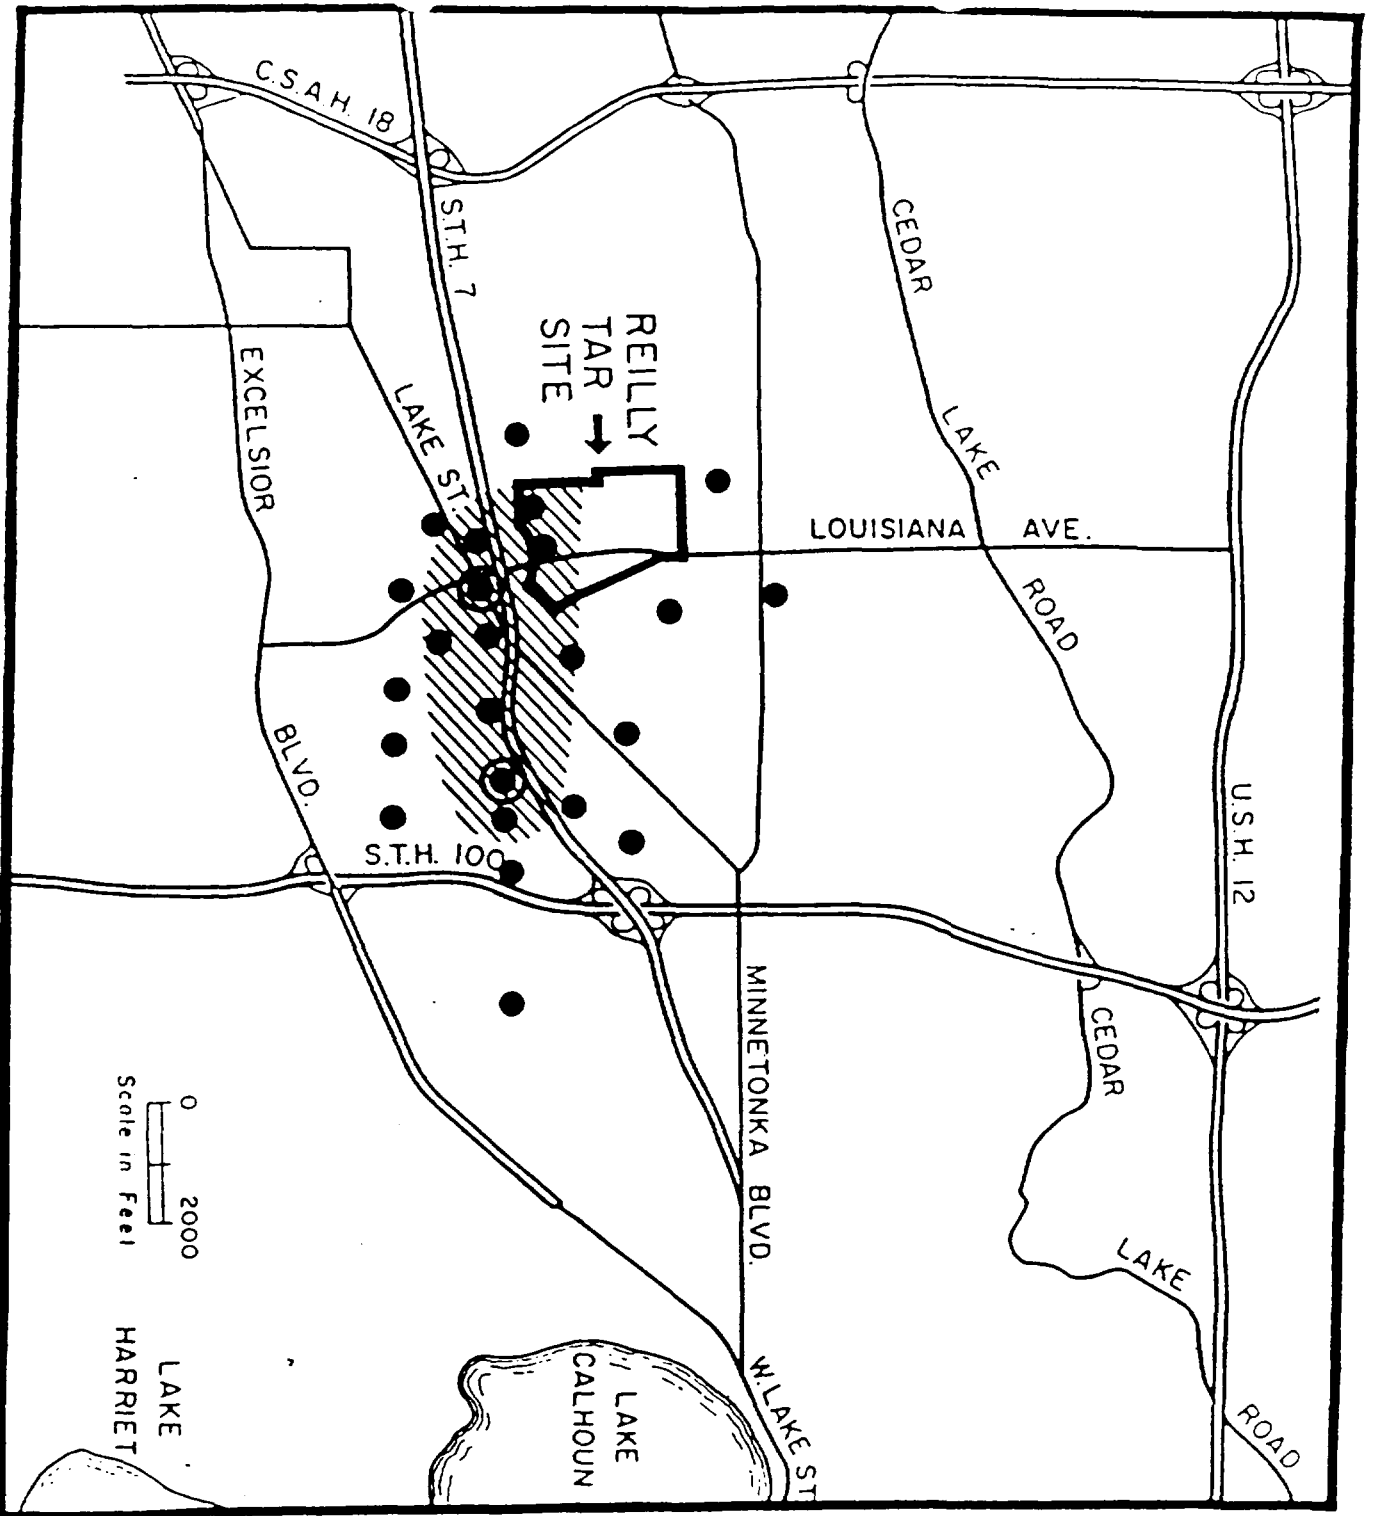 C.S.A.H. 18
S.T.H. 7
CEDAR
LAKE
ROAD
REILLY
TAR
SITE
EXCELSIOR
BLVD.
LAKE ST.
LOUISIANA AVE.
U.S.H. 12
S.T.H. 100
MINNETONKA BLVD.
CEDAR
LAKE
ROAD
0 2000
Scale in Feet
LAKE
HARRIET
LAKE
CALHOUN
W. LAKE ST.